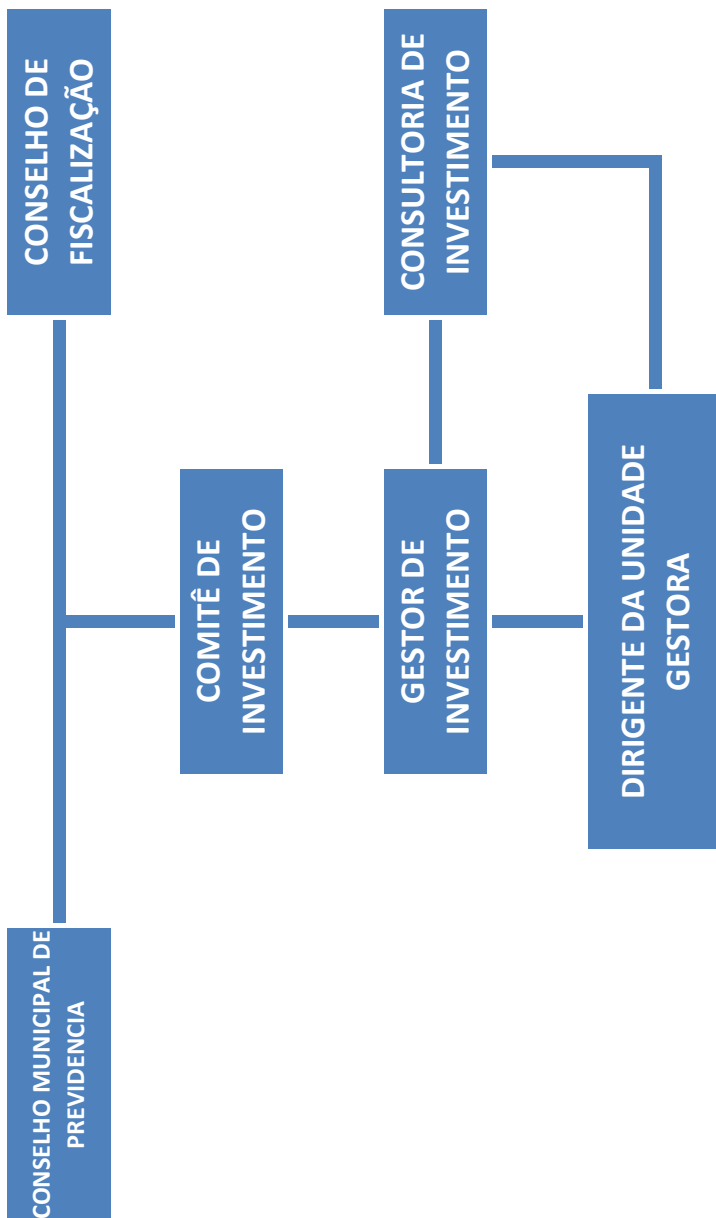 CONSELHO MUNICIPAL DE
PREVIDENCIA
CONSELHO DE
FISCALIZAÇÃO
COMITÊ DE
INVESTIMENTO
GESTOR DE
INVESTIMENTO
CONSULTORIA DE
INVESTIMENTO
DIRIGENTE DA UNIDADE
GESTORA